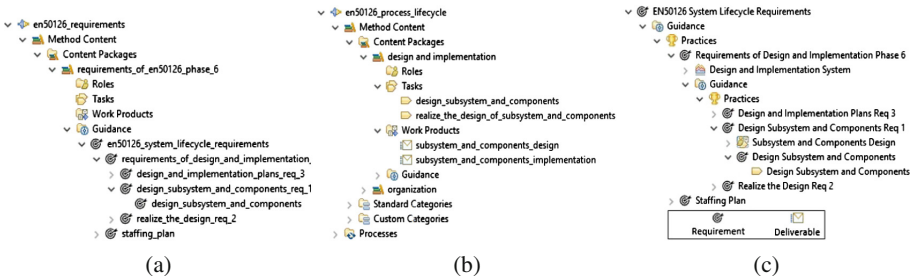 en50126_requirements
Method Content
Content Packages
requirements_of_en50126_phase_6
Roles
Tasks
Work Products
Guidance
en50126_system_lifecycle_requirements
requirements_of_design_and_implementation_
design_and_implementation_plans_req_3
design_subsystem_and_components_req_1
design_subsystem_and_components
realize_the_design_req_2
staffing_plan
(a)
en50126_process_lifecycle
Method Content
Content Packages
design and implementation
Roles
Tasks
design_subsystem_and_components
realize_the_design_of_subsystem_and_components
Work Products
subsystem_and_components_design
subsystem_and_components_implementation
Guidance
organization
Standard Categories
Custom Categories
Processes
(b)
EN50126 System Lifecycle Requirements
Guidance
Practices
Requirements of Design and Implementation Phase 6
Design and Implementation System
Guidance
Practices
Design and Implementation Plans Req 3
Design Subsystem and Components Req 1
Subsystem and Components Design
Design Subsystem and Components
Design Subsystem and Components
Realize the Design Req 2
Staffing Plan
Requirement
Deliverable
(c)